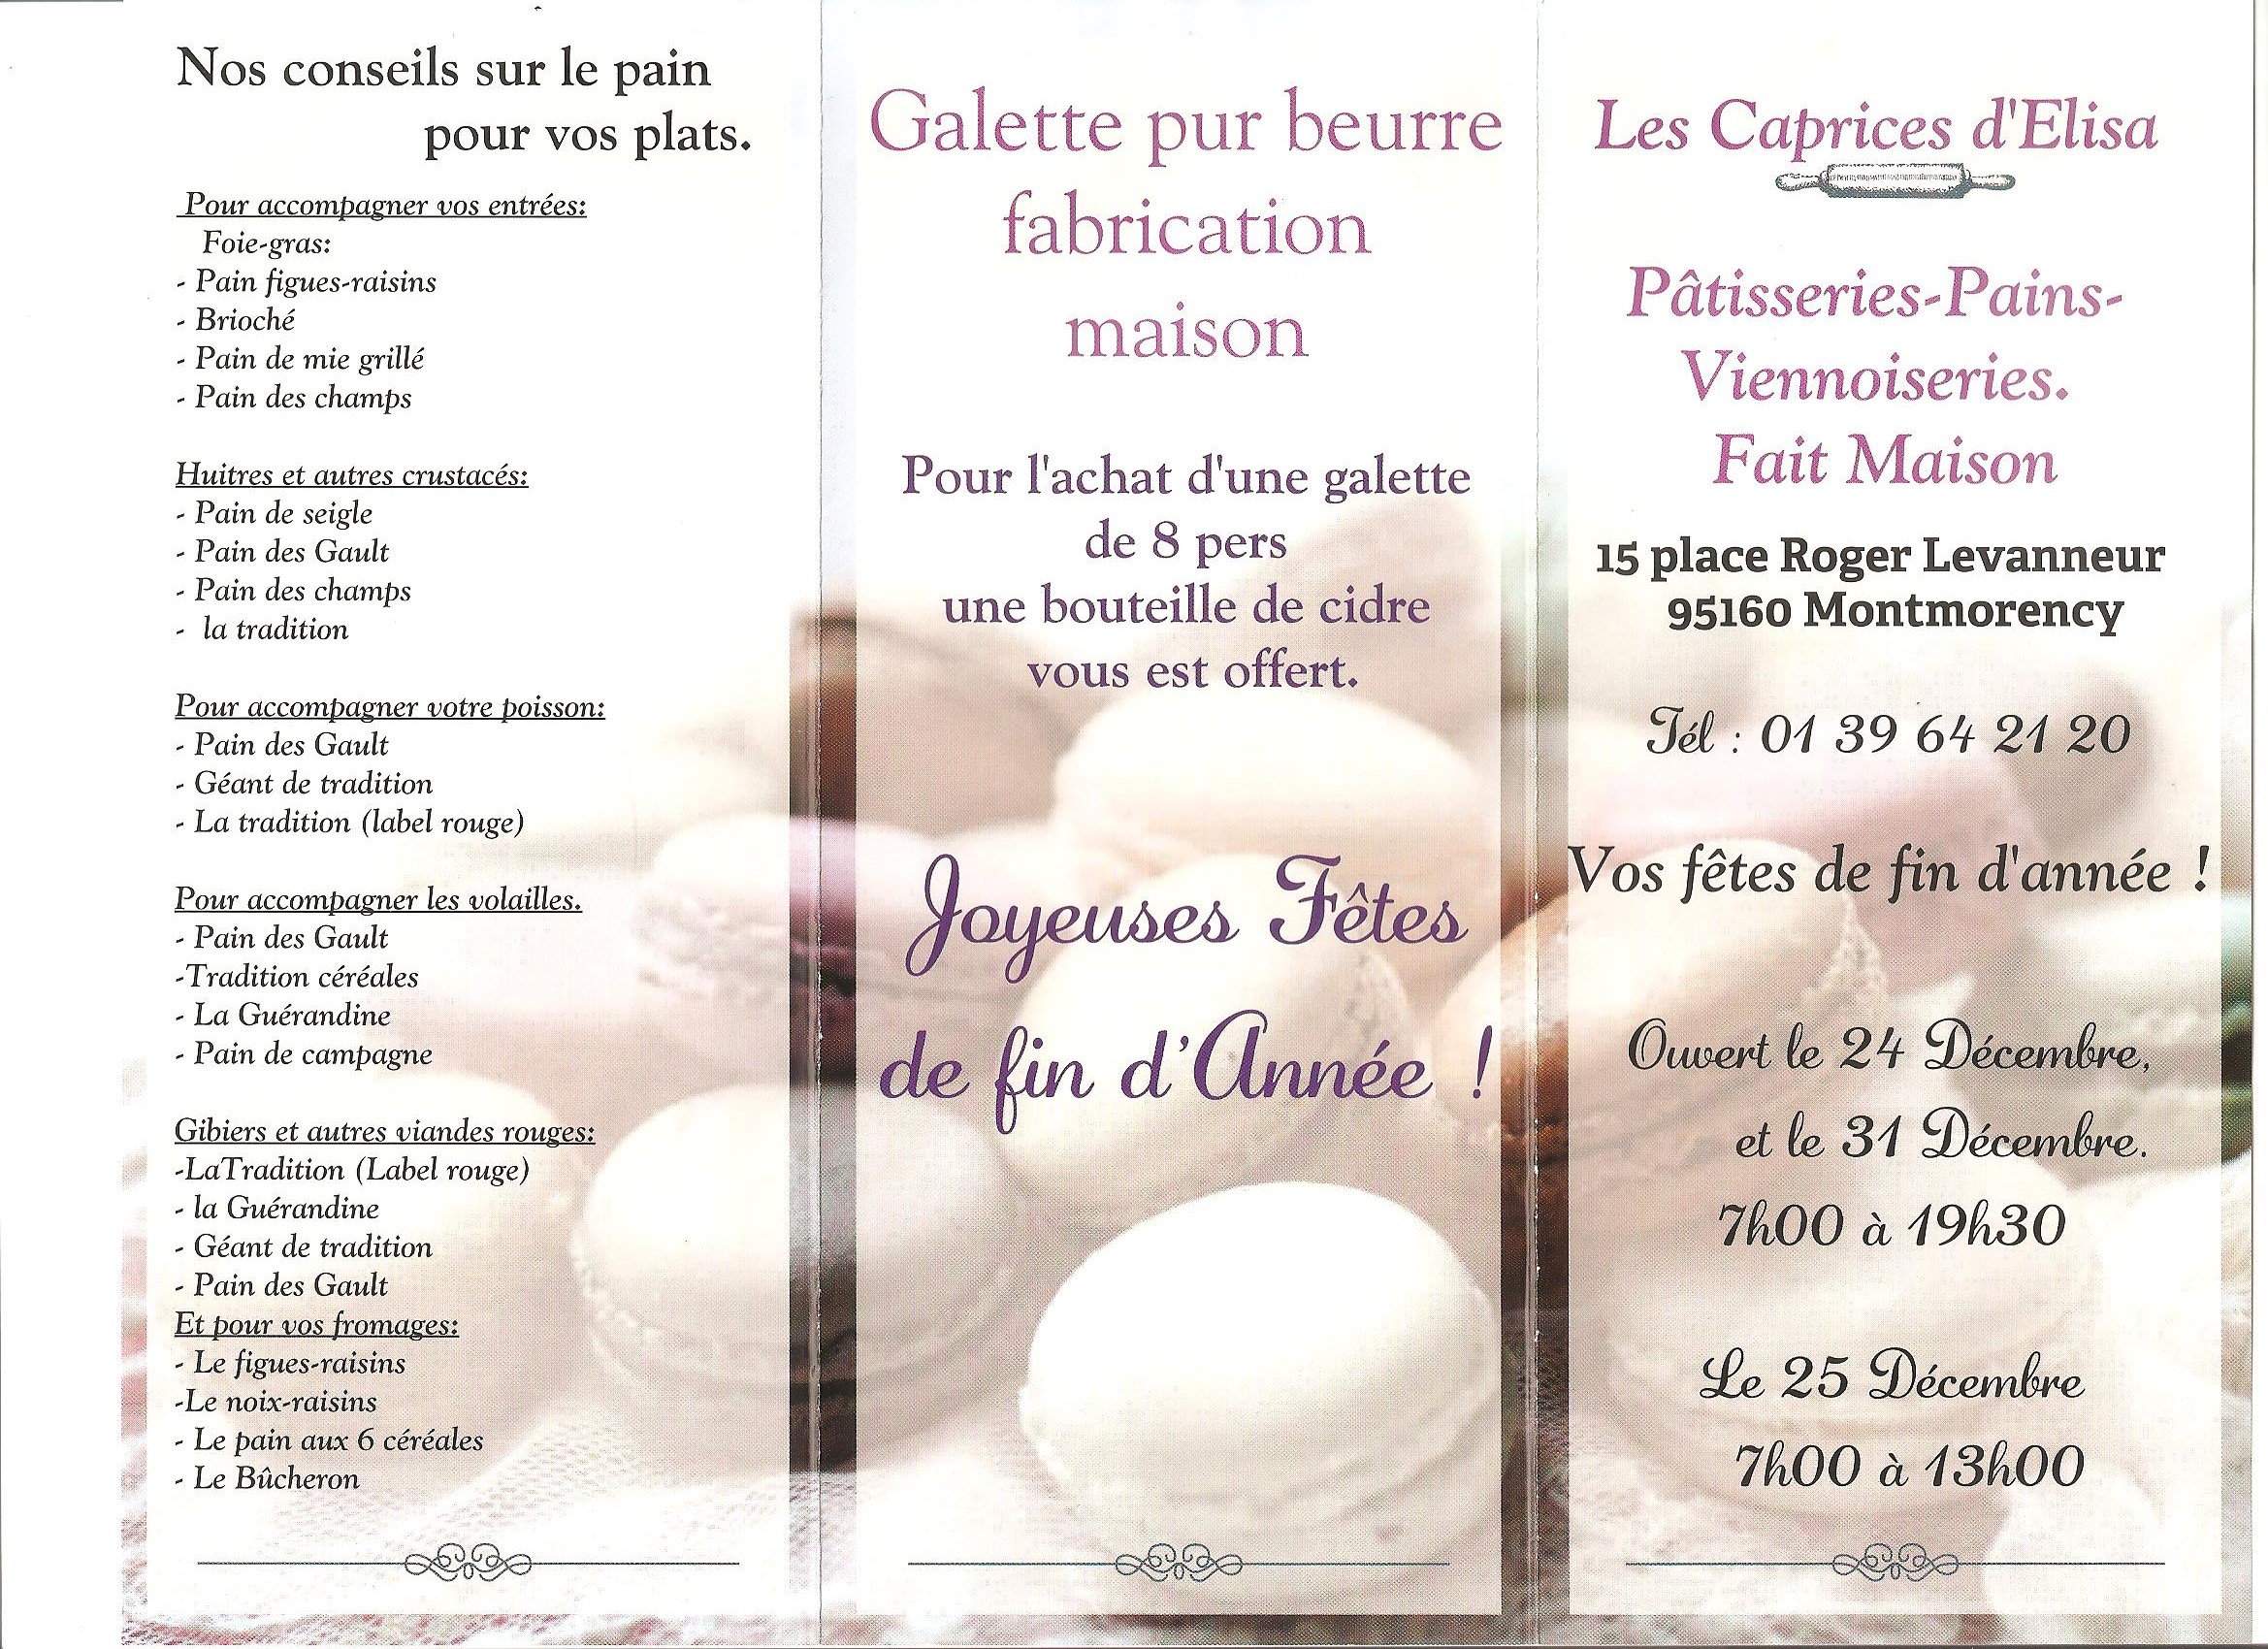 Nos conseils sur le pain
pour vos plats.
Pour accompagner vos entrées:
Foie-gras:
- Pain figues-raisins
- Brioché
- Pain de mie grillé
- Pain des champs
Huitres et autres crustacés:
- Pain de seigle
- Pain des Gault
- Pain des champs
- la tradition
Pour accompagner votre poisson:
- Pain des Gault
- Géant de tradition
- La tradition (label rouge)
Pour accompagner les volailles.
- Pain des Gault
-Tradition céréales
- La Guérandine
- Pain de campagne
Gibiers et autres viandes rouges:
-LaTradition (Label rouge)
- la Guérandine
- Géant de tradition
- Pain des Gault
Et pour vos fromages:
- Le figues-raisins
-Le noix-raisins
- Le pain aux 6 céréales
- Le Bûcheron
Galette pur beurre
fabrication
maison
Pour l'achat d'une galette
de 8 pers
une bouteille de cidre
vous est offert.
Joyeuses Fêtes
de fin d'Année !
Les Caprices d'Elisa
Pâtisseries-Pains-
Viennoiseries.
Fait Maison
15 place Roger Levanneur
95160 Montmorency
Tél : 01 39 64 21 20
Vos fêtes de fin d'année !
Ouvert le 24 Décembre,
et le 31 Décembre.
7h00 à 19h30
Le 25 Décembre
7h00 à 13h00